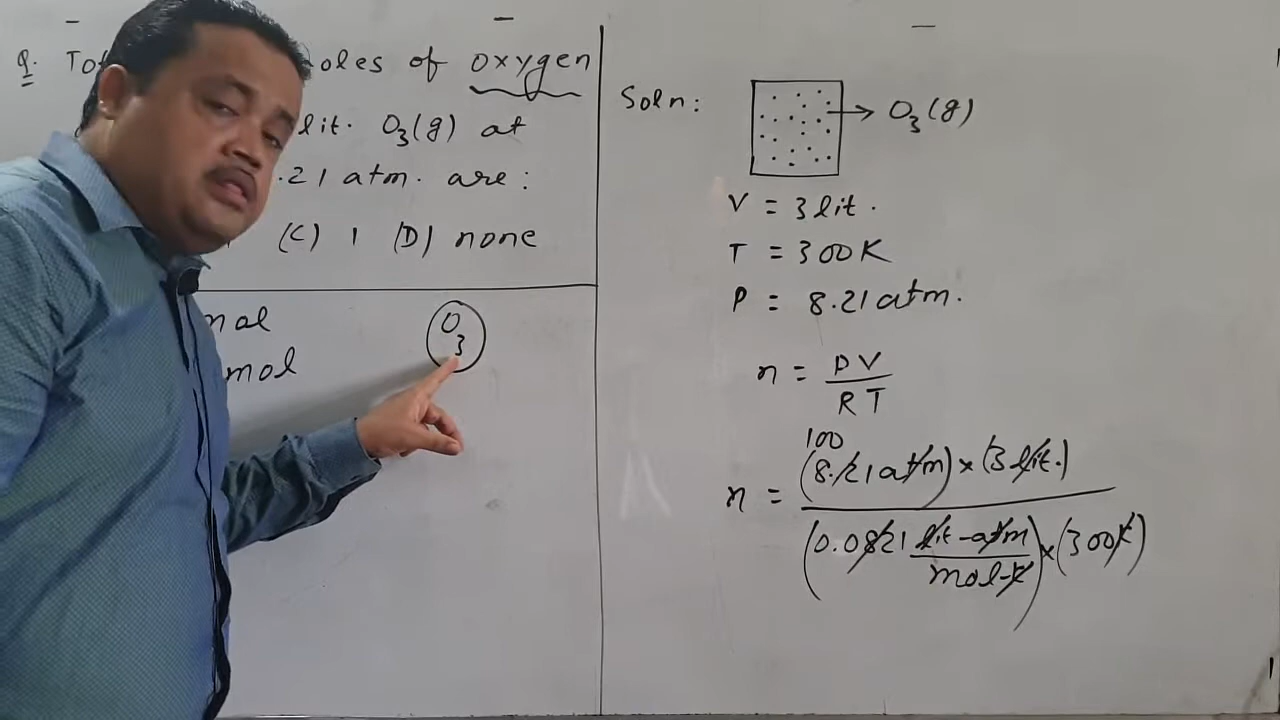 Q. To oles of oxygen
lit. O₃(g) at
.21 atm. are:
(C) 1 (D) none
mol
mol
O₃
Soln:
→ O₃(g)
V = 3 lit.
T = 300 K
P = 8.21 atm.
n = PV / RT
100
n = (8.21 atm) × (3 lit.) / (0.0821 lit-atm / mol-K) × (300 K)